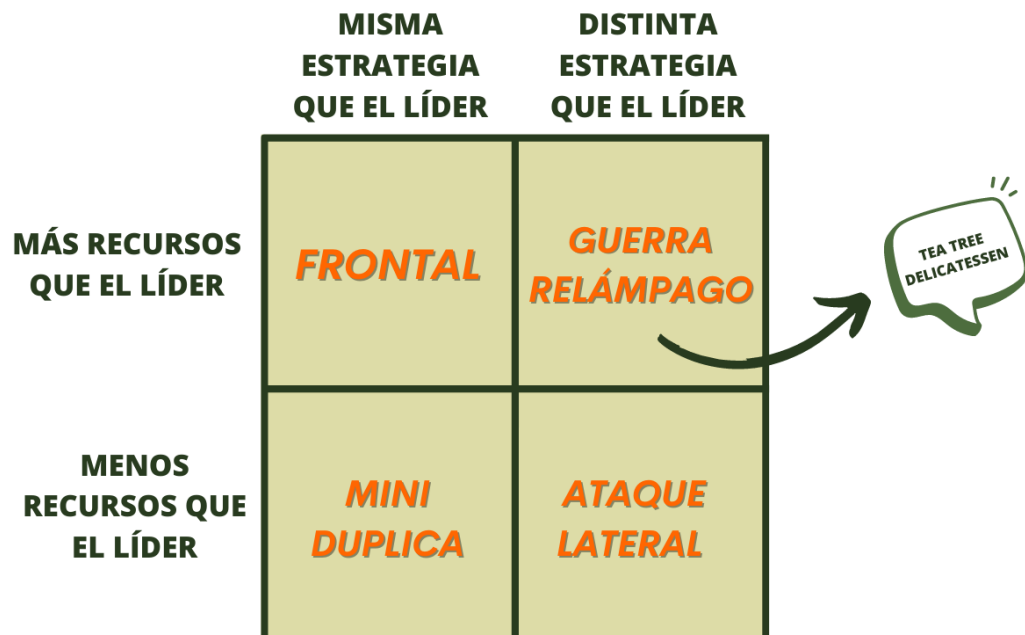 MISMA
ESTRATEGIA
QUE EL LÍDER
DISTINTA
ESTRATEGIA
QUE EL LÍDER
MÁS RECURSOS
QUE EL LÍDER
FRONTAL
GUERRA
RELÁMPAGO
TEA TREE
DELICATESSEN
MENOS
RECURSOS QUE
EL LÍDER
MINI
DUPLICA
ATAQUE
LATERAL